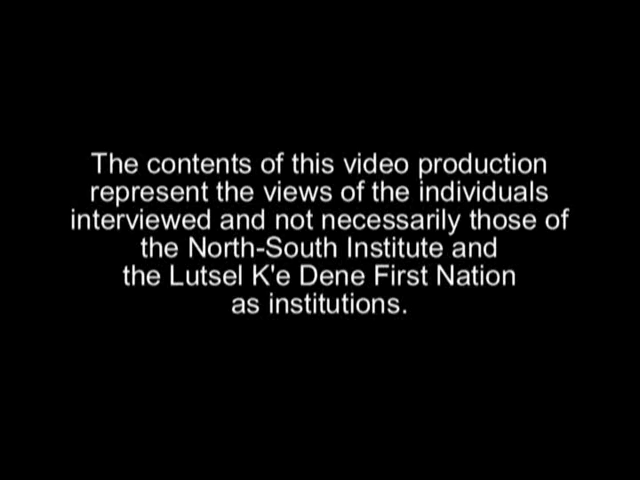 The contents of this video production
represent the views of the individuals
interviewed and not necessarily those of
the North-South Institute and
the Lutsel K'e Dene First Nation
as institutions.